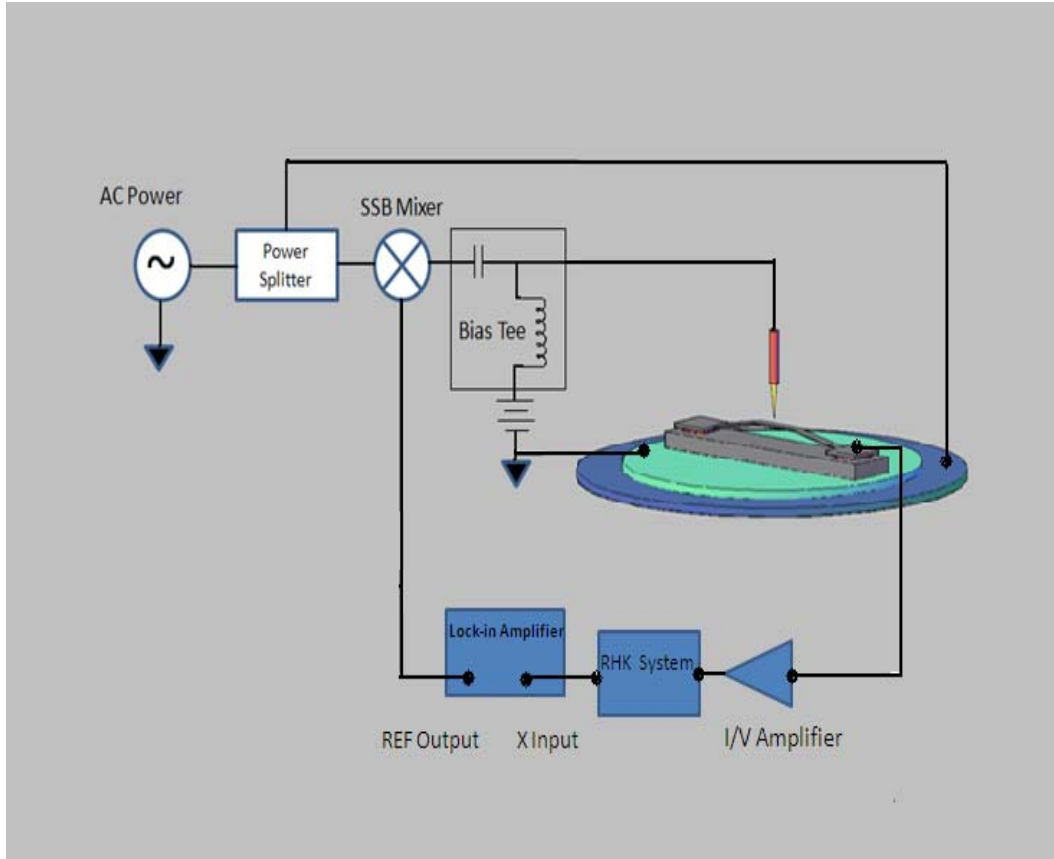 AC Power
SSB Mixer
Power
Splitter
Bias Tee
Lock-in Amplifier
RHK System
REF Output
X Input
I/V Amplifier